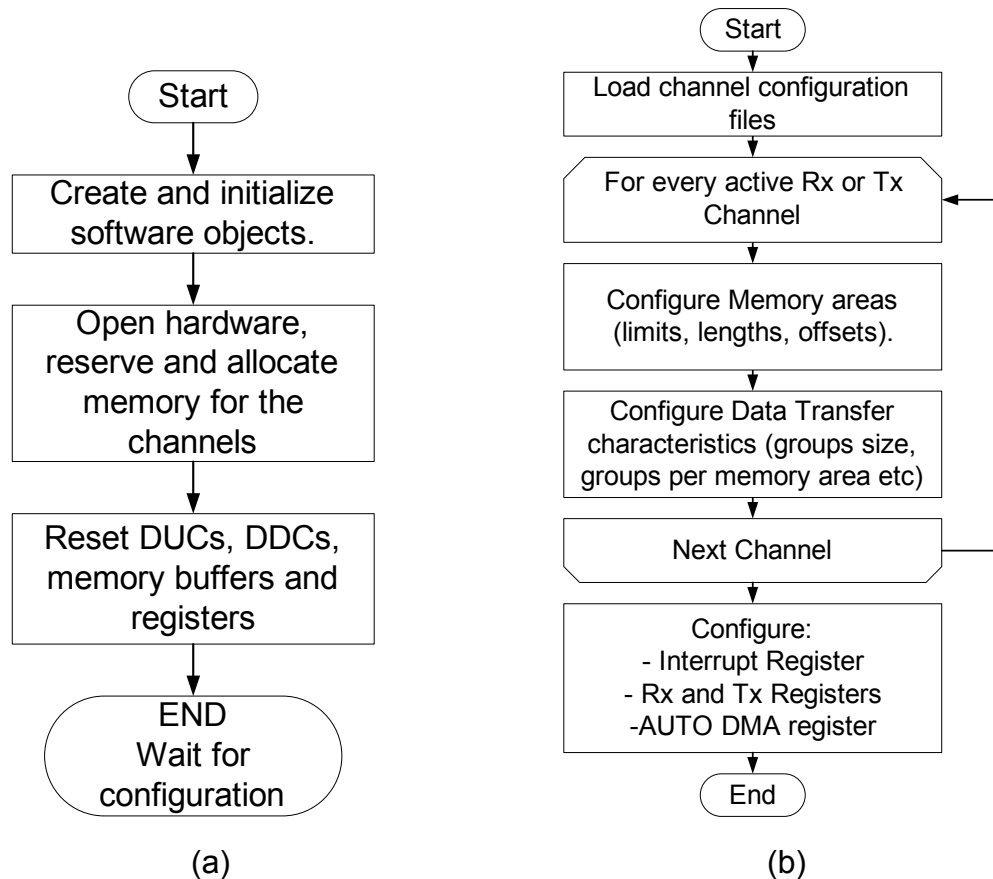 Start
Create and initialize
software objects.
Open hardware,
reserve and allocate
memory for the
channels
Reset DUCs, DDCs,
memory buffers and
registers
END
Wait for
configuration
(a)
Start
Load channel configuration
files
For every active Rx or Tx
Channel
Configure Memory areas
(limits, lengths, offsets).
Configure Data Transfer
characteristics (groups size,
groups per memory area etc)
Next Channel
Configure:
- Interrupt Register
- Rx and Tx Registers
-AUTO DMA register
End
(b)